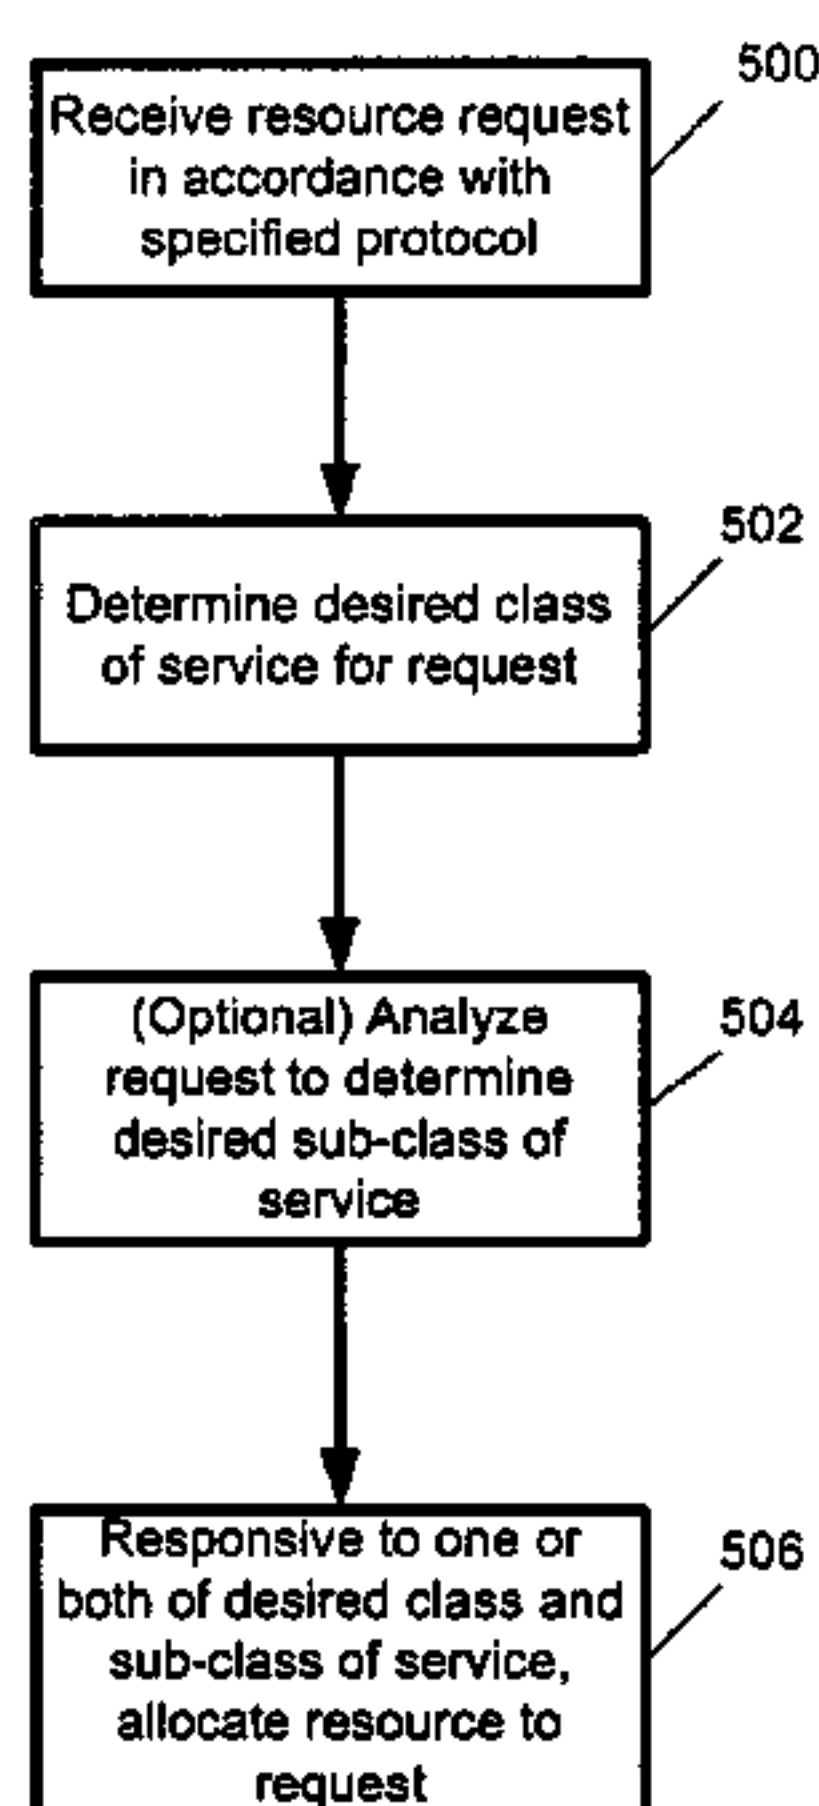 500
Receive resource request
in accordance with
specified protocol
502
Determine desired class
of service for request
504
(Optional) Analyze
request to determine
desired sub-class of
service
506
Responsive to one or
both of desired class and
sub-class of service,
allocate resource to
request